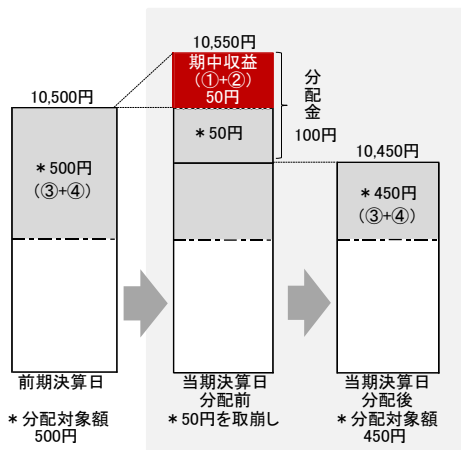 10,550円
期中収益
(①+②)
50円
分配金
100円
10,500円
＊500円
(③+④)
＊50円
10,450円
＊450円
(③+④)
前期決算日
＊分配対象額
500円
当期決算日
分配前
＊50円を取崩し
当期決算日
分配後
＊分配対象額
450円